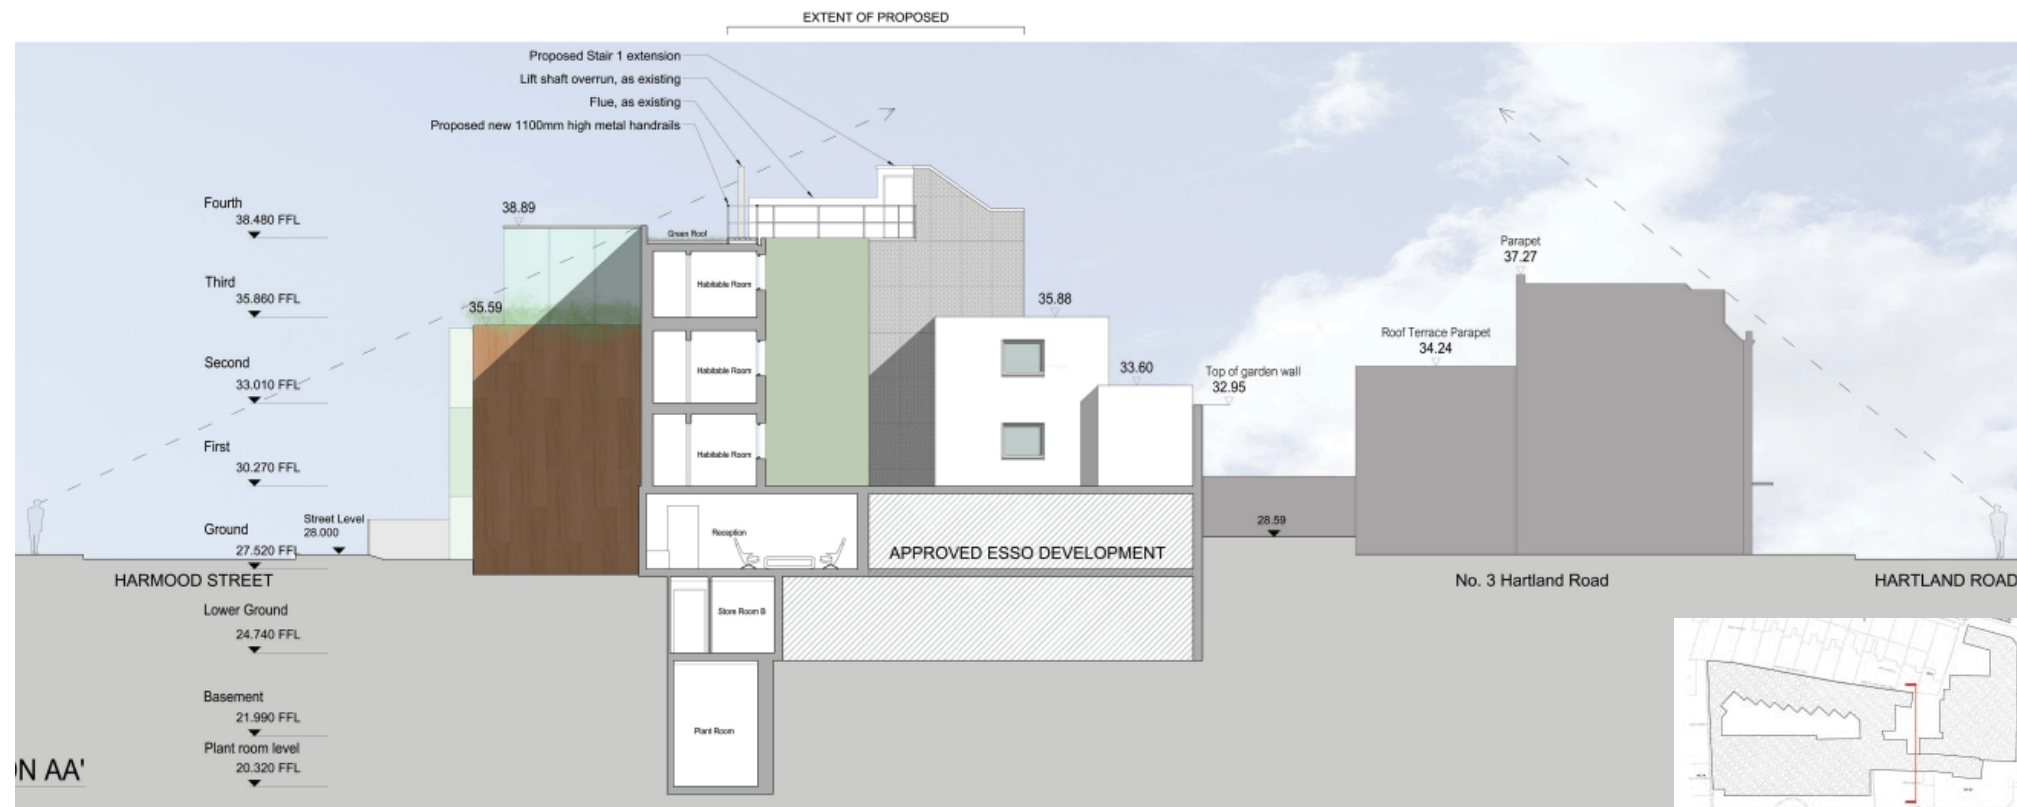 EXTENT OF PROPOSED
Proposed Stair 1 extension
Lift shaft overrun, as existing
Flue, as existing
Proposed new 1100mm high metal handrails
Fourth
38.480 FFL
Third
35.860 FFL
Second
33.010 FFL
First
30.270 FFL
Ground
27.520 FFL
Street Level
28.000
HARMOOD STREET
Lower Ground
24.740 FFL
Basement
21.990 FFL
Plant room level
20.320 FFL
N AA'
38.89
35.59
Green Roof
Habitable Room
Habitable Room
Habitable Room
Reception
Store Room B
Plant Room
APPROVED ESSO DEVELOPMENT
35.88
33.60
Top of garden wall
32.95
28.59
Roof Terrace Parapet
34.24
Parapet
37.27
No. 3 Hartland Road
HARTLAND ROAD